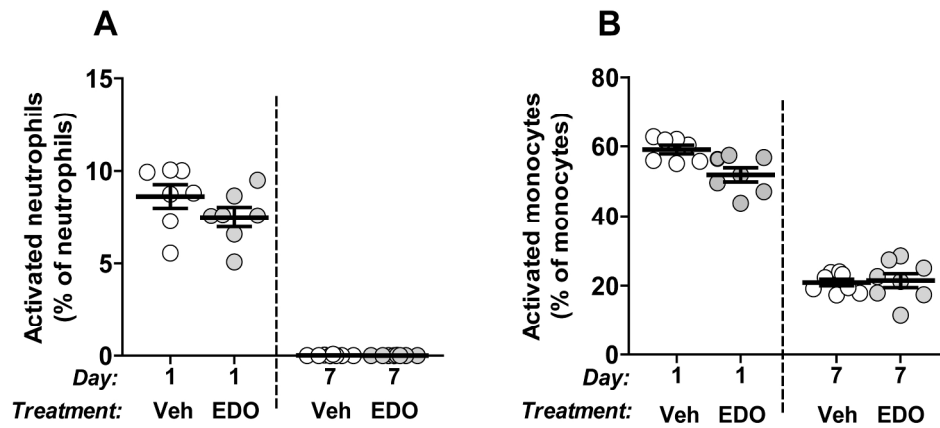 A
Activated neutrophils
(% of neutrophils)
15
10
5
0
Day: 1 1 7 7
Treatment: Veh EDO Veh EDO
B
Activated monocytes
(% of monocytes)
80
60
40
20
0
Day: 1 1 7 7
Treatment: Veh EDO Veh EDO